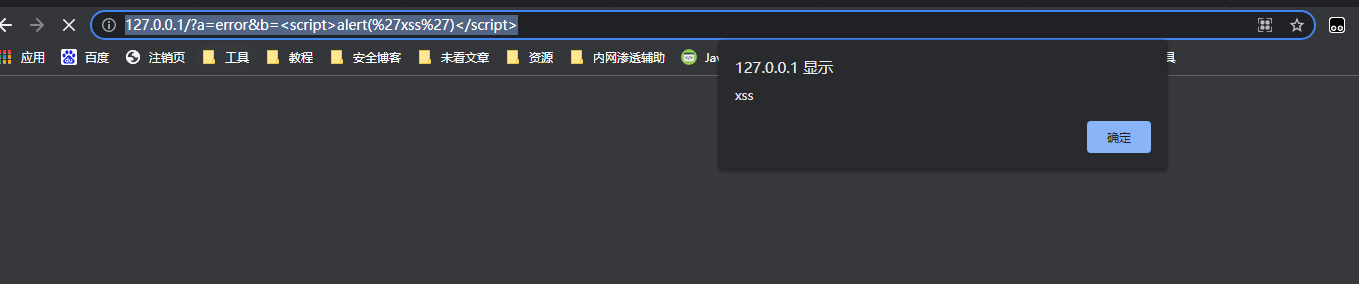 127.0.0.1/?a=error&b=<script>alert(%27xss%27)</script>
应用 百度 注销页 工具 教程 安全博客 未看文章 资源 内网渗透辅助 Jav 具
127.0.0.1 显示
xss
确定